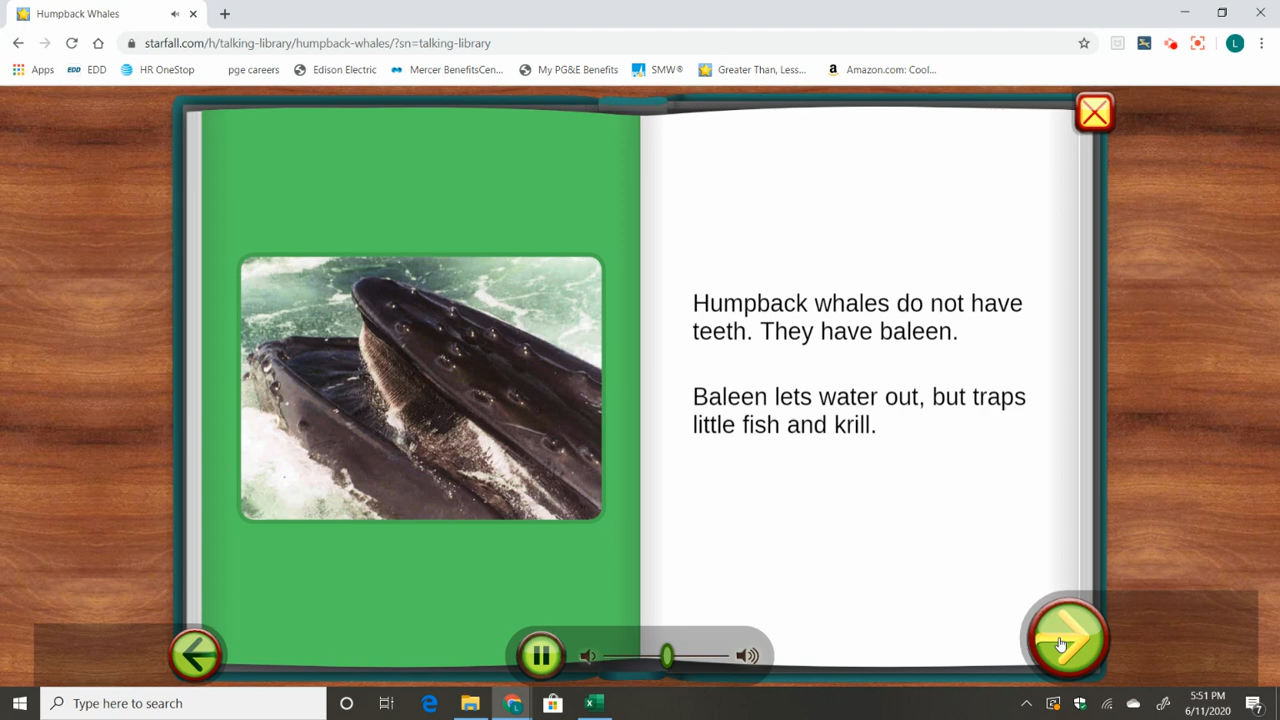 Humpback Whales
starfall.com/h/talking-library/humpback-whales/?sn=talking-library
L
Apps EDD EDD HR OneStop pge careers Edison Electric Mercer BenefitsCen... My PG&E Benefits SMW® Greater Than, Less... a Amazon.com: Cool...
Humpback whales do not have
teeth. They have baleen.
Baleen lets water out, but traps
little fish and krill.
Type here to search
5:51 PM
6/11/2020
7